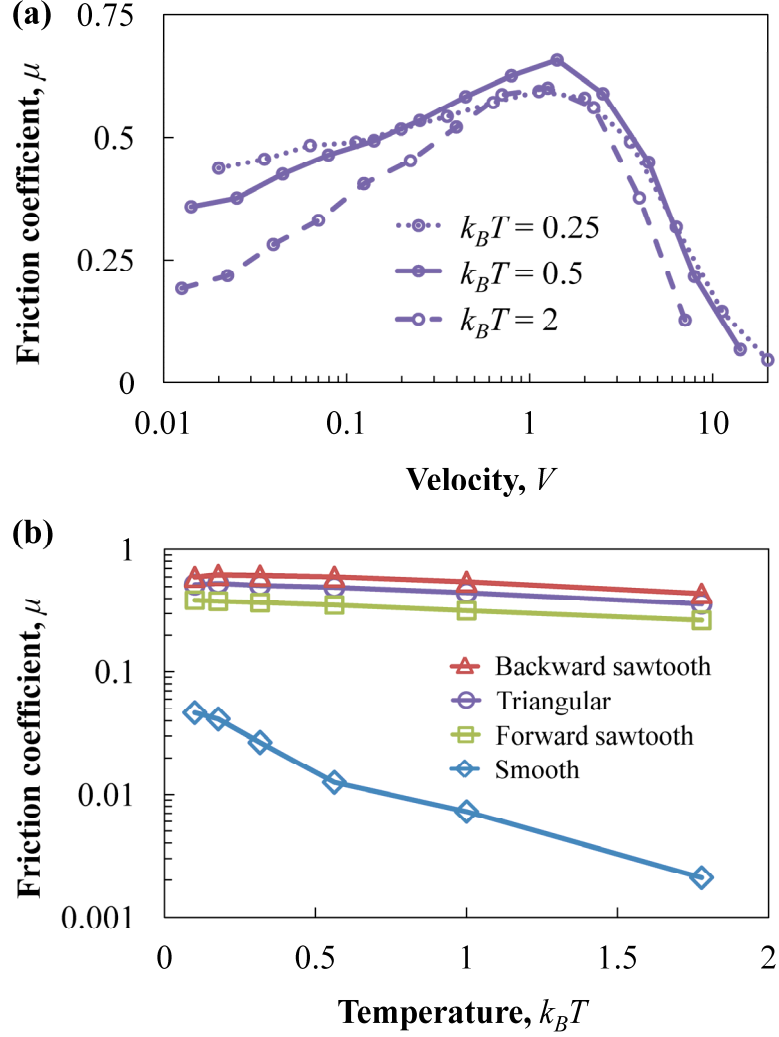 (a)
Friction coefficient, μ
0.75
0.5
0.25
0
k_BT = 0.25
k_BT = 0.5
k_BT = 2
0.01
0.1
1
10
Velocity, V
(b)
Friction coefficient, μ
1
0.1
0.01
0.001
Backward sawtooth
Triangular
Forward sawtooth
Smooth
0
0.5
1
1.5
2
Temperature, k_BT